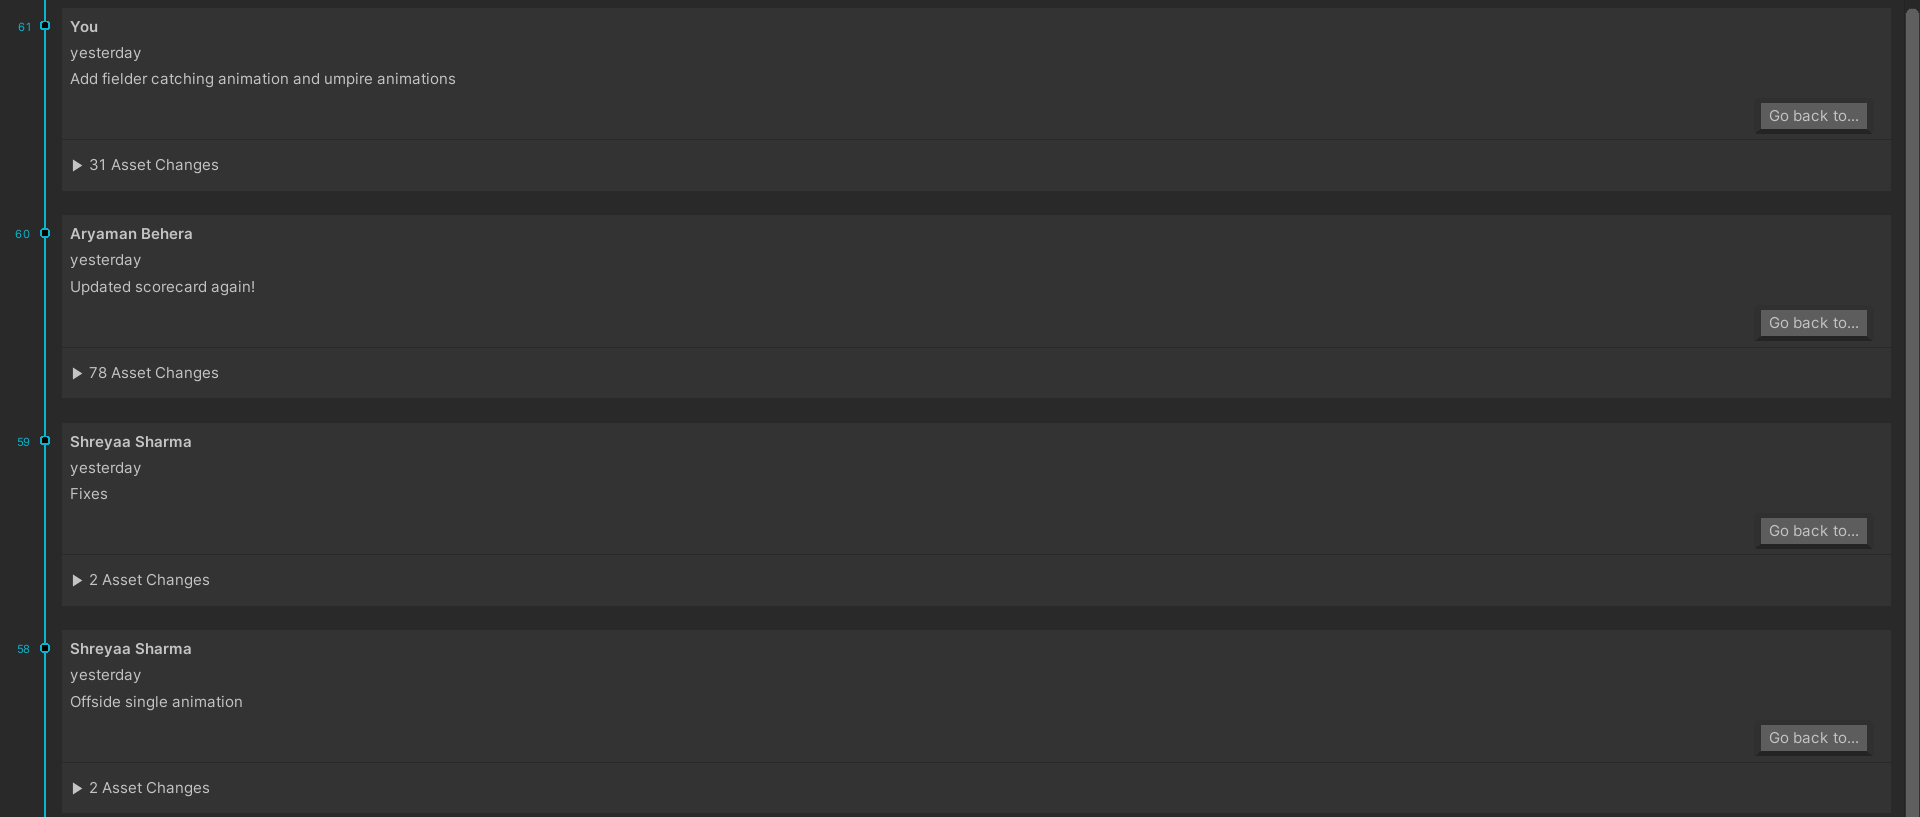 61
You
yesterday
Add fielder catching animation and umpire animations
Go back to...
31 Asset Changes
60
Aryaman Behera
yesterday
Updated scorecard again!
Go back to...
78 Asset Changes
59
Shreyaa Sharma
yesterday
Fixes
Go back to...
2 Asset Changes
58
Shreyaa Sharma
yesterday
Offside single animation
Go back to...
2 Asset Changes